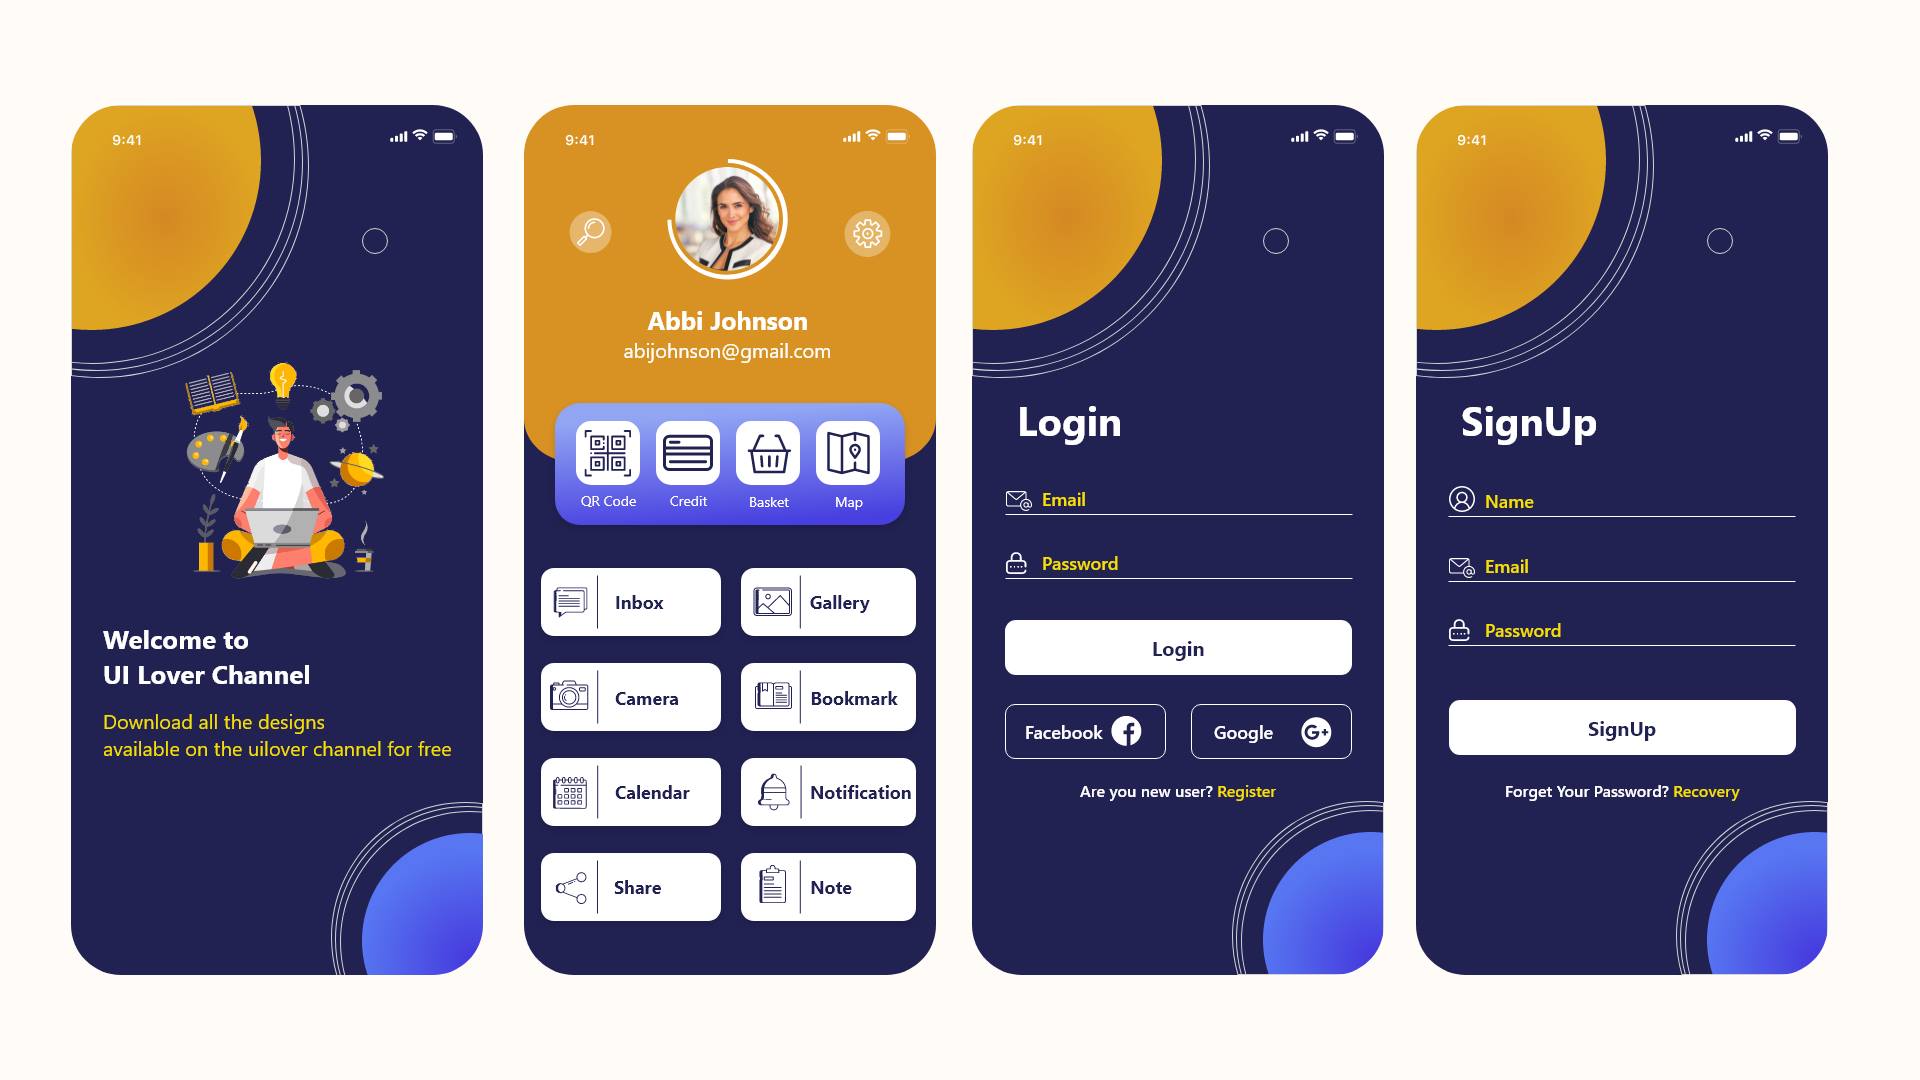 9:41
Welcome to
UI Lover Channel
Download all the designs
available on the uilover channel for free
9:41
Abbi Johnson
abijohnson@gmail.com
QR Code
Credit
Basket
Map
Inbox
Gallery
Camera
Bookmark
Calendar
Notification
Share
Note
9:41
Login
Email
Password
Login
Facebook
Google
G+
Are you new user? Register
9:41
SignUp
Name
Email
Password
SignUp
Forget Your Password? Recovery